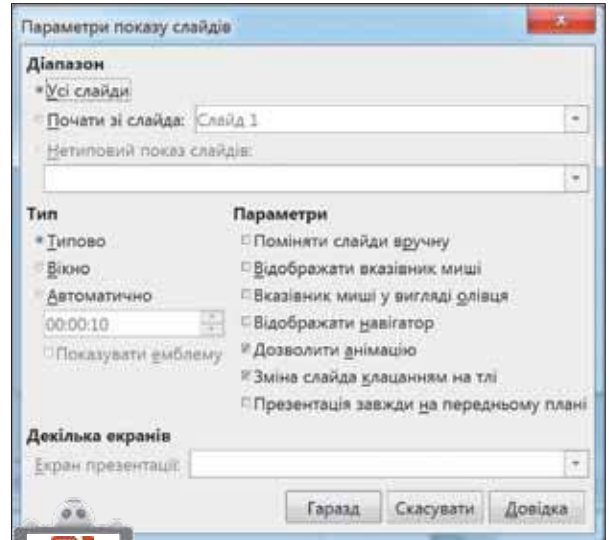 Параметри показу слайдів
Діапазон
Усі слайди
Почати зі слайда: Слайд 1
Нетиповий показ слайдів:
Тип
Типово
Вікно
Автоматично
00:00:10
Показувати емблему
Параметри
Поміняти слайди вручну
Відображати вказівник миші
Вказівник миші у вигляді олівця
Відображати навігатор
Дозволити анімацію
Зміна слайда клацанням на тлі
Презентація завжди на передньому плані
Декілька екранів
Екран презентації:
Гаразд Скасувати Довідка